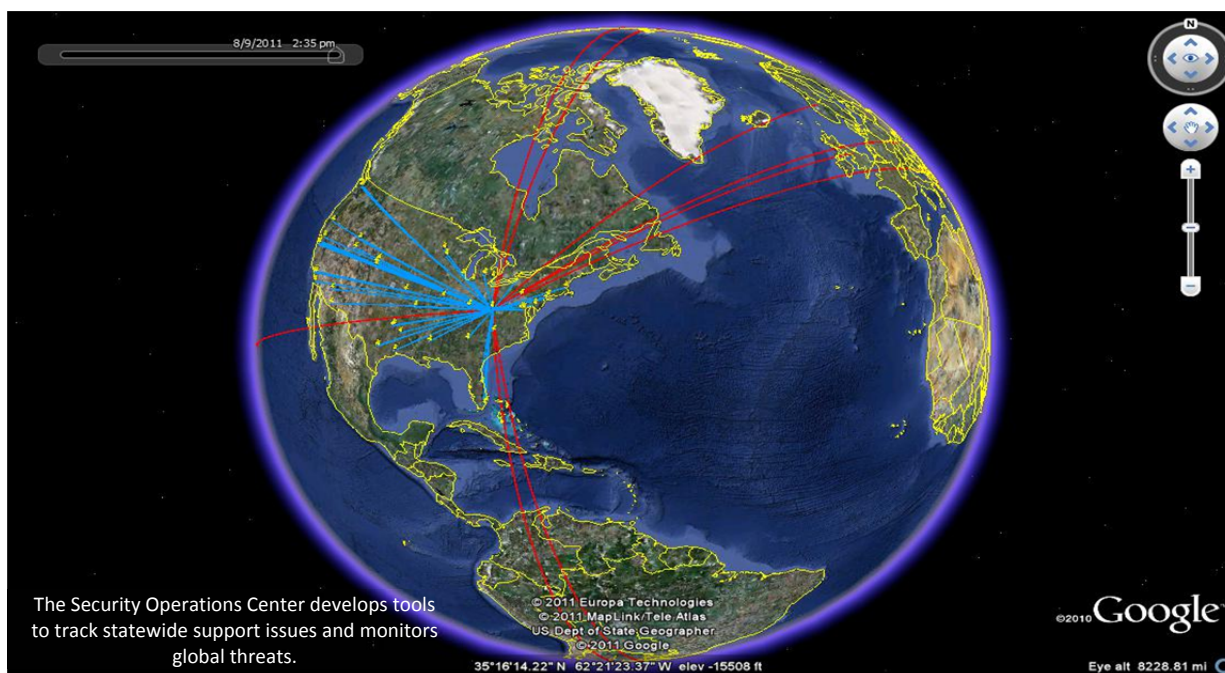 8/9/2011 2:35 pm
N
The Security Operations Center develops tools
to track statewide support issues and monitors
global threats.
© 2011 Europa Technologies
© 2011 MapLink/Tele Atlas
US Dept of State Geographer
© 2011 Google
©2010 Google
35°16'14.22" N 62°21'23.37" W elev -15508 ft
Eye alt 8228.81 mi